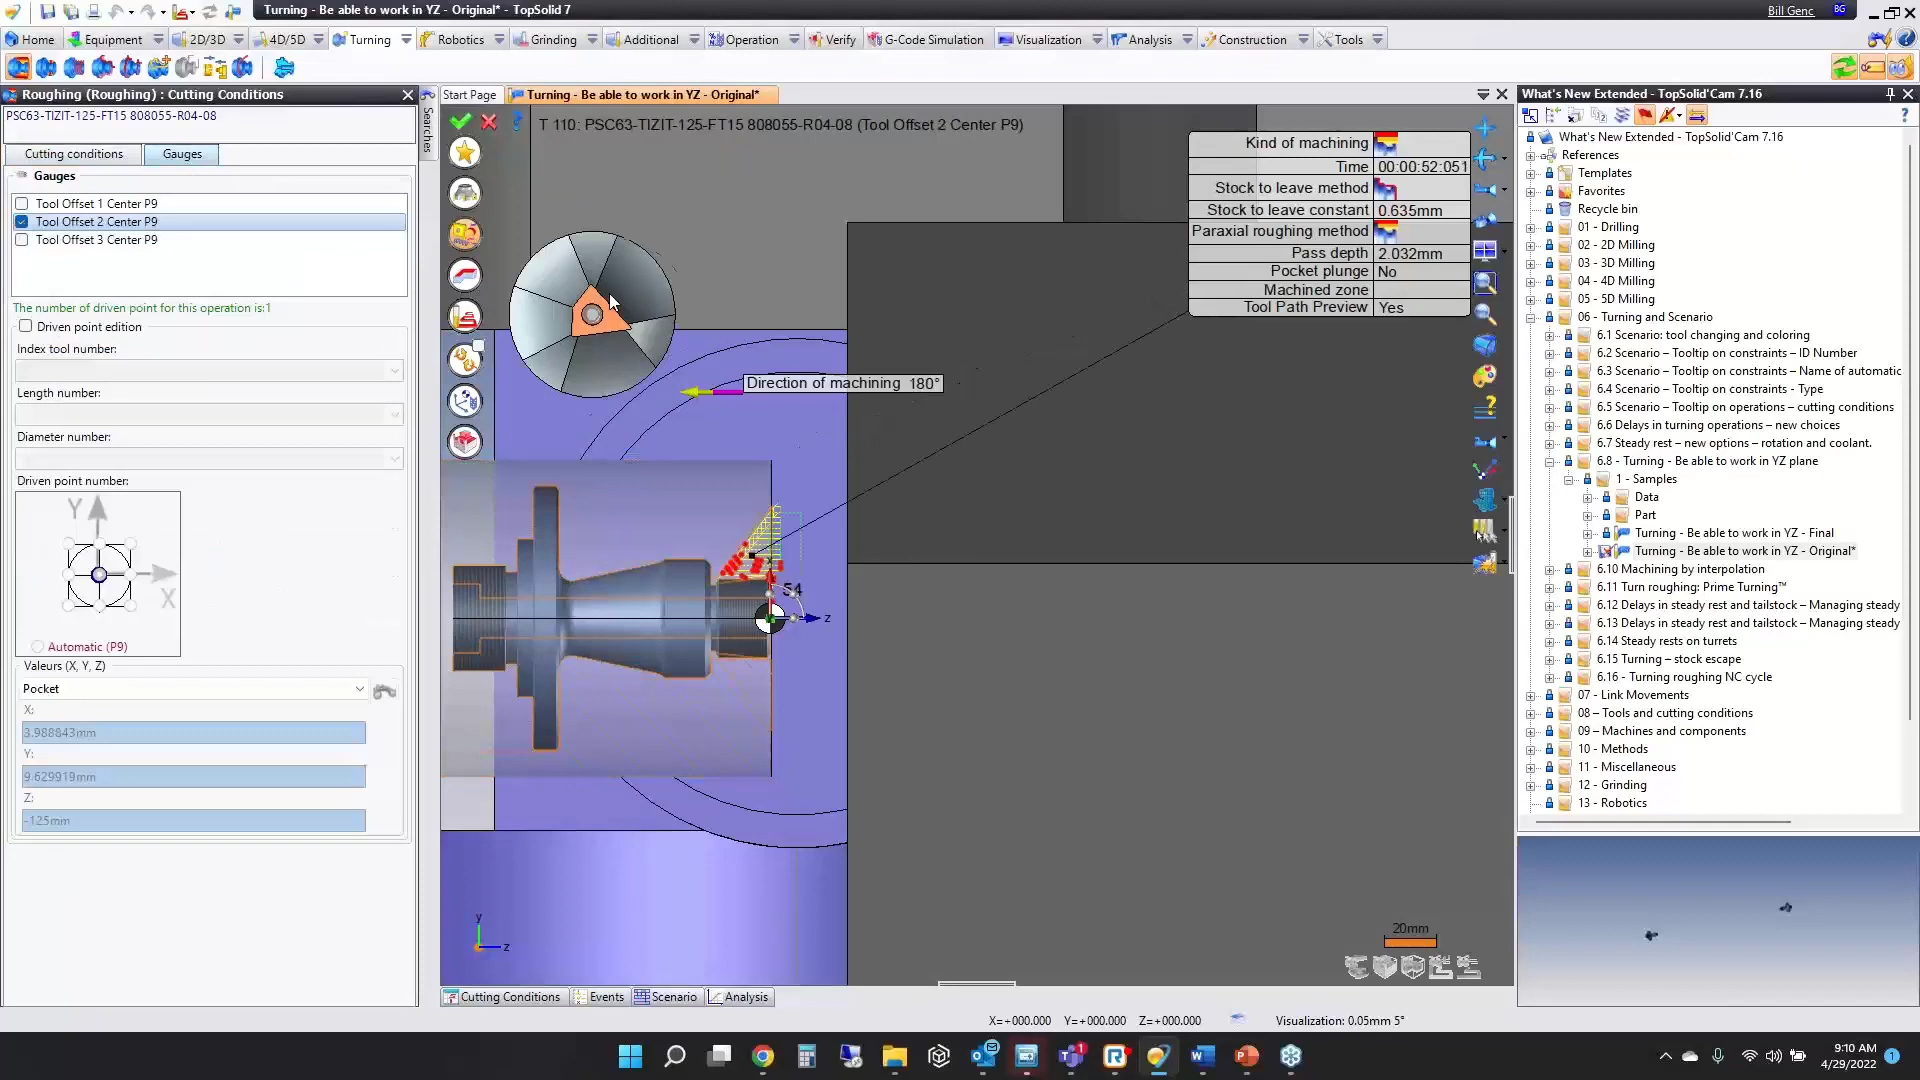 Turning - Be able to work in YZ - Original* - TopSolid 7
Bill Genc
BG
Home
Equipment
2D/3D
4D/5D
Turning
Robotics
Grinding
Additional
Operation
Verify
G-Code Simulation
Visualization
Analysis
Construction
Tools
Roughing (Roughing) : Cutting Conditions
PSC63-TIZIT-125-FT15 808055-R04-08
Cutting conditions
Gauges
Gauges
Tool Offset 1 Center P9
Tool Offset 2 Center P9
Tool Offset 3 Center P9
The number of driven point for this operation is:1
Driven point edition
Index tool number:
Length number:
Diameter number:
Driven point number:
Y
X
Automatic (P9)
Valeurs (X, Y, Z)
Pocket
X:
3.988843mm
Y:
9.629919mm
Z:
-125mm
Searches
Start Page
Turning - Be able to work in YZ - Original*
T 110: PSC63-TIZIT-125-FT15 808055-R04-08 (Tool Offset 2 Center P9)
Kind of machining
Time 00:00:52:051
Stock to leave method
Stock to leave constant 0.635mm
Paraxial roughing method
Pass depth 2.032mm
Pocket plunge No
Machined zone
Tool Path Preview Yes
Direction of machining 180°
54
z
y
z
20mm
Cutting Conditions
Events
Scenario
Analysis
X=+000.000 Y=+000.000 Z=+000.000
Visualization: 0.05mm 5°
What's New Extended - TopSolid'Cam 7.16
What's New Extended - TopSolid'Cam 7.16
References
Templates
Favorites
Recycle bin
01 - Drilling
02 - 2D Milling
03 - 3D Milling
04 - 4D Milling
05 - 5D Milling
06 - Turning and Scenario
6.1 Scenario: tool changing and coloring
6.2 Scenario – Tooltip on constraints – ID Number
6.3 Scenario – Tooltip on constraints – Name of automatic
6.4 Scenario – Tooltip on constraints - Type
6.5 Scenario – Tooltip on operations – cutting conditions
6.6 Delays in turning operations – new choices
6.7 Steady rest – new options – rotation and coolant.
6.8 - Turning - Be able to work in YZ plane
1 - Samples
Data
Part
Turning - Be able to work in YZ - Final
Turning - Be able to work in YZ - Original*
6.10 Machining by interpolation
6.11 Turn roughing: Prime Turning™
6.12 Delays in steady rest and tailstock – Managing steady
6.13 Delays in steady rest and tailstock – Managing steady
6.14 Steady rests on turrets
6.15 Turning – stock escape
6.16 - Turning roughing NC cycle
07 - Link Movements
08 – Tools and cutting conditions
09 – Machines and components
10 - Methods
11 - Miscellaneous
12 - Grinding
13 - Robotics
9:10 AM
4/29/2022
1